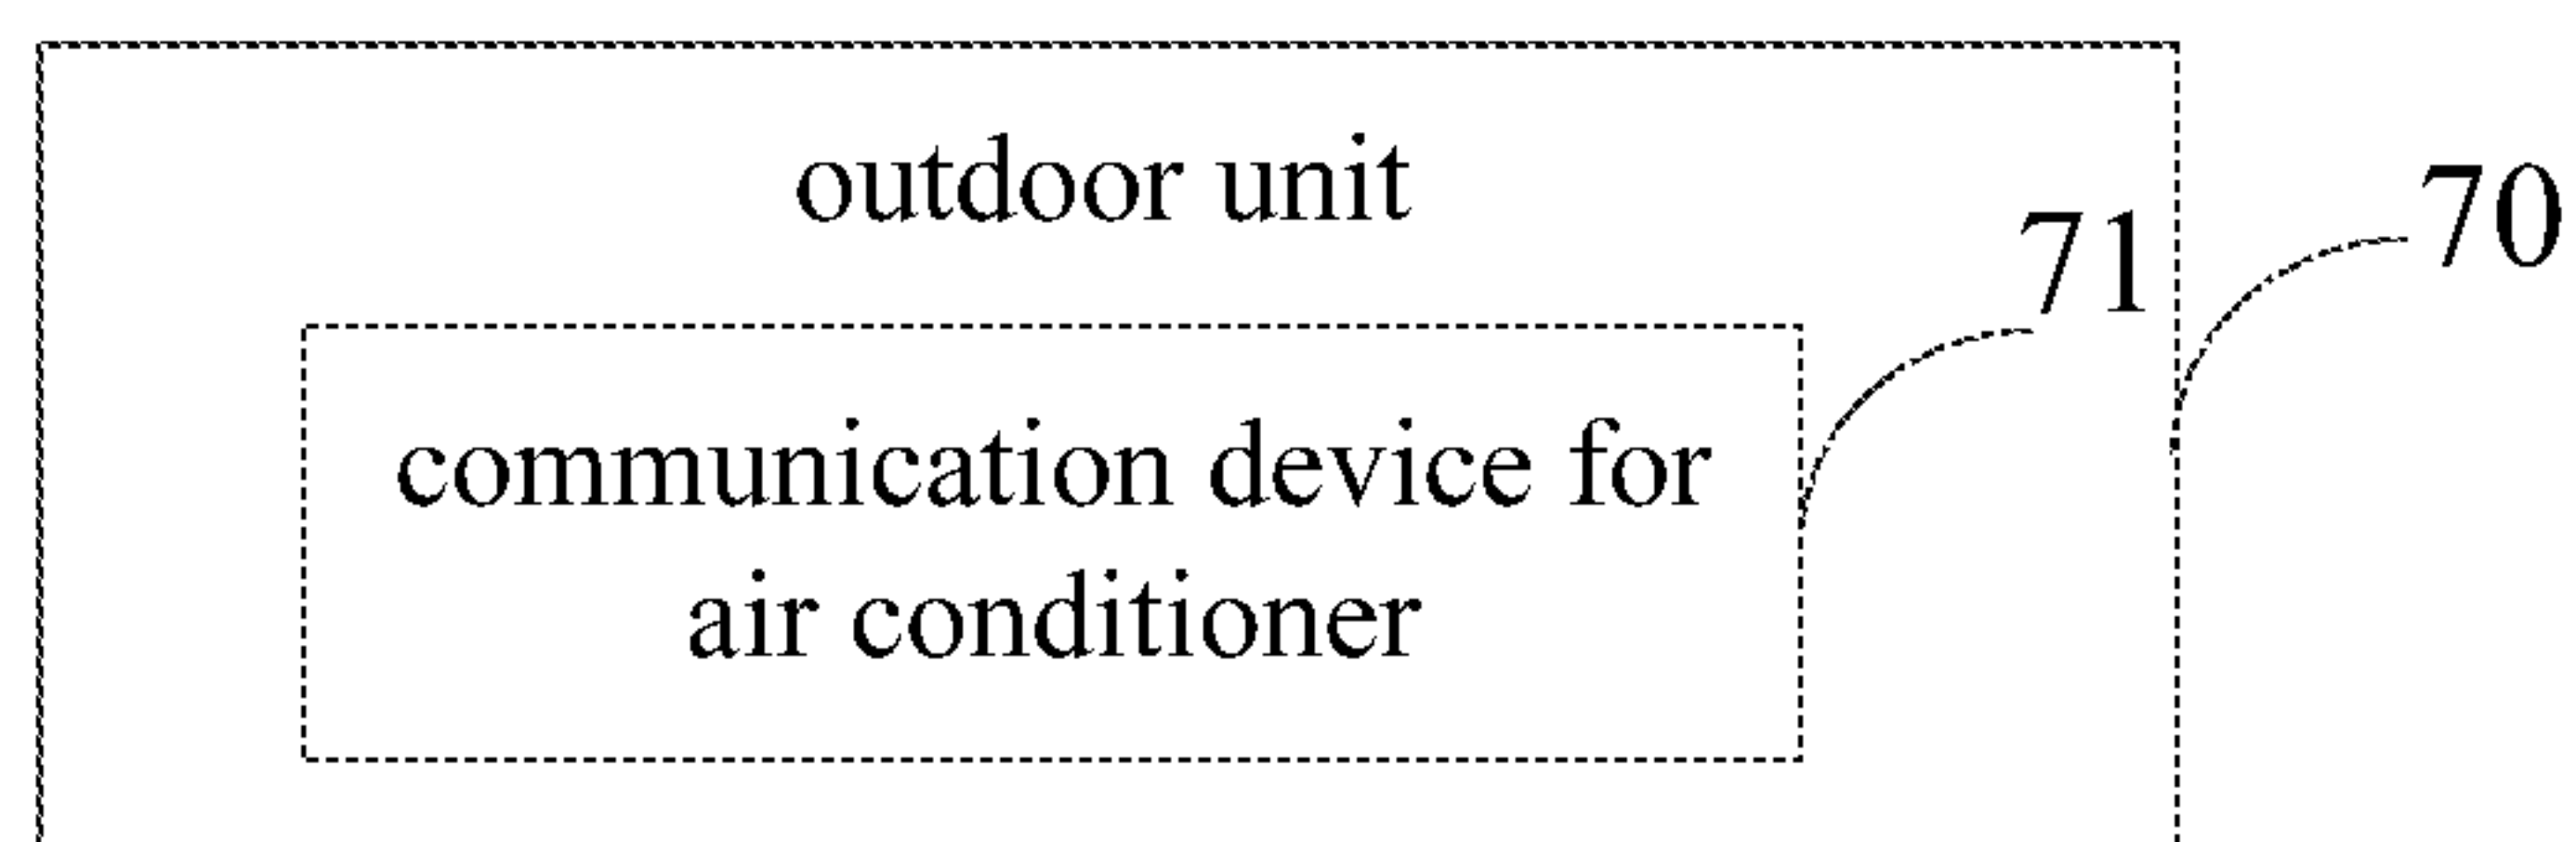 outdoor unit
70
71
communication device for
air conditioner